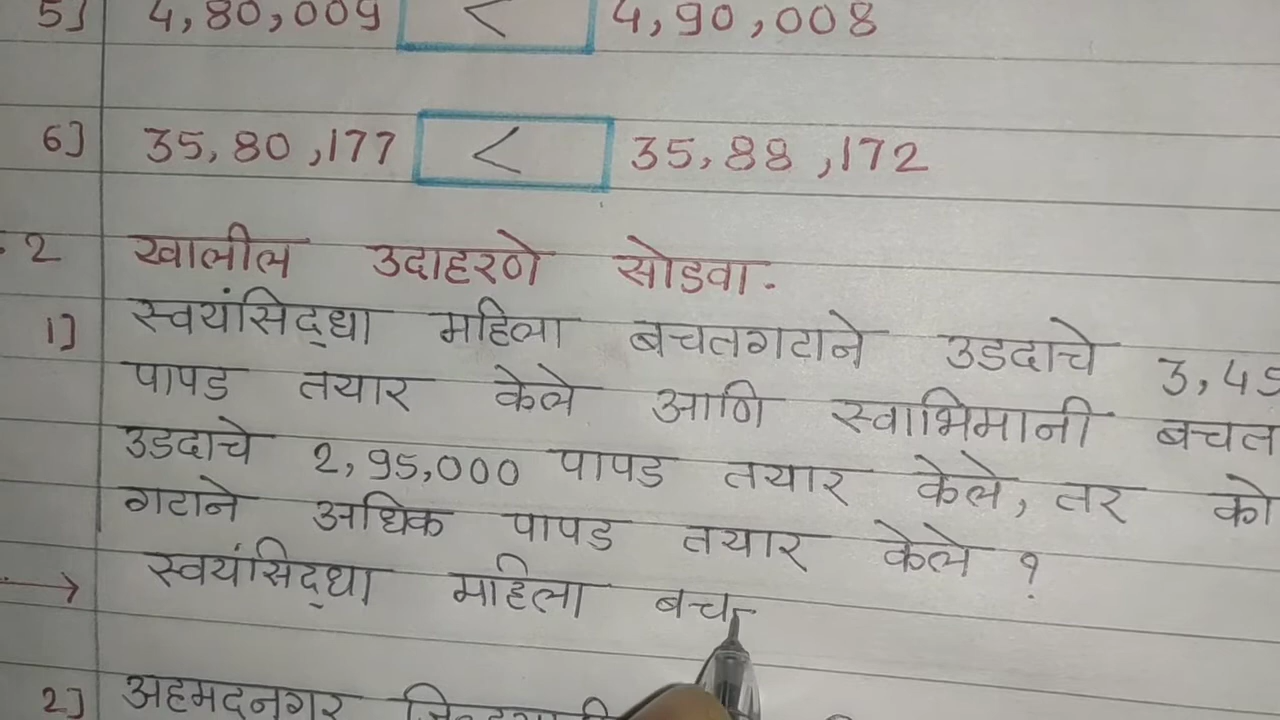 5] 4,80,009 < 4,90,008
6] 35,80,177 < 35,88,172
2 खालील उदाहरणे सोडवा.
1] स्वयंसिद्धा महिला बचतगटाने उडदाचे 3,45
पापड तयार केले आणि स्वाभिमानी बचत
उडदाचे 2,95,000 पापड तयार केले, तर को
गटाने अधिक पापड तयार केले ?
→ स्वयंसिद्धा महिला बच
2] अहमदनगर